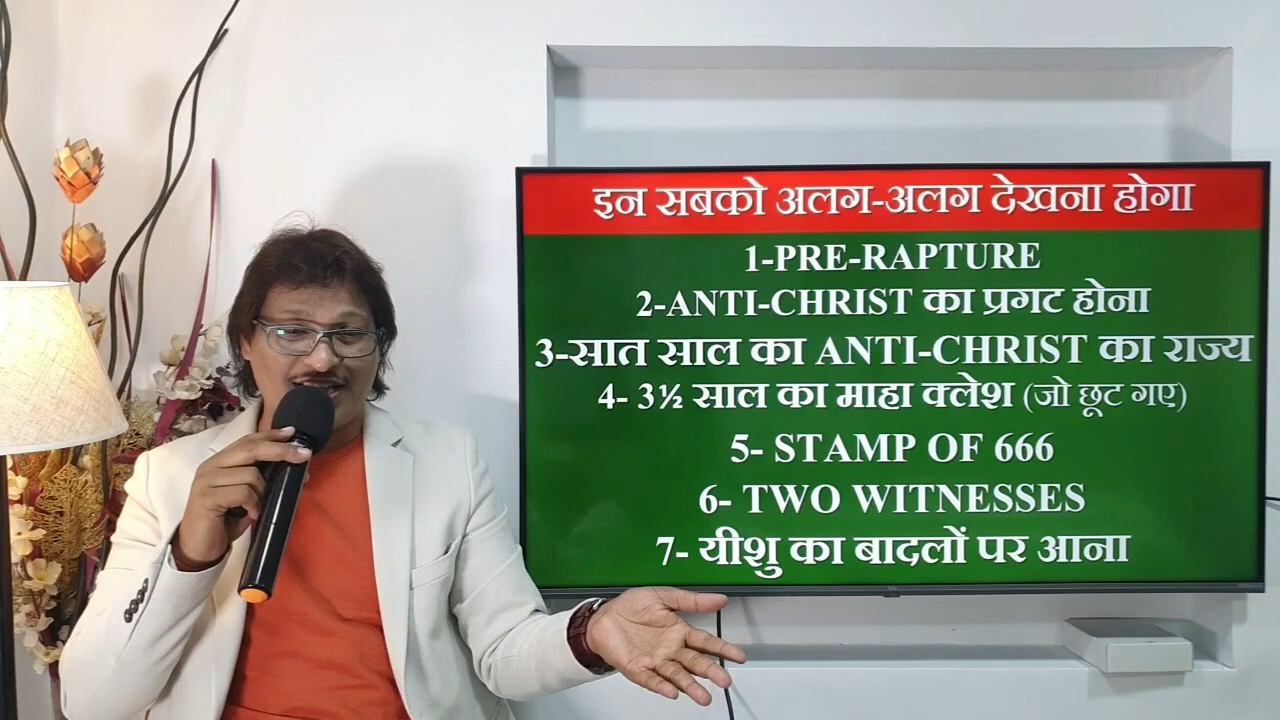 इन सबको अलग-अलग देखना होगा
1-PRE-RAPTURE
2-ANTI-CHRIST का प्रगट होना
3-सात साल का ANTI-CHRIST का राज्य
4- 3½ साल का माहा क्लेश (जो छूट गए)
5- STAMP OF 666
6- TWO WITNESSES
7- यीशु का बादलों पर आना